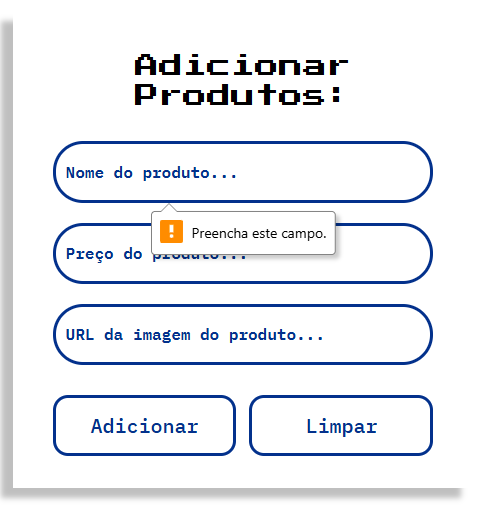 Adicionar
Produtos:
Nome do produto...
Preencha este campo.
Preço do produto...
URL da imagem do produto...
Adicionar
Limpar